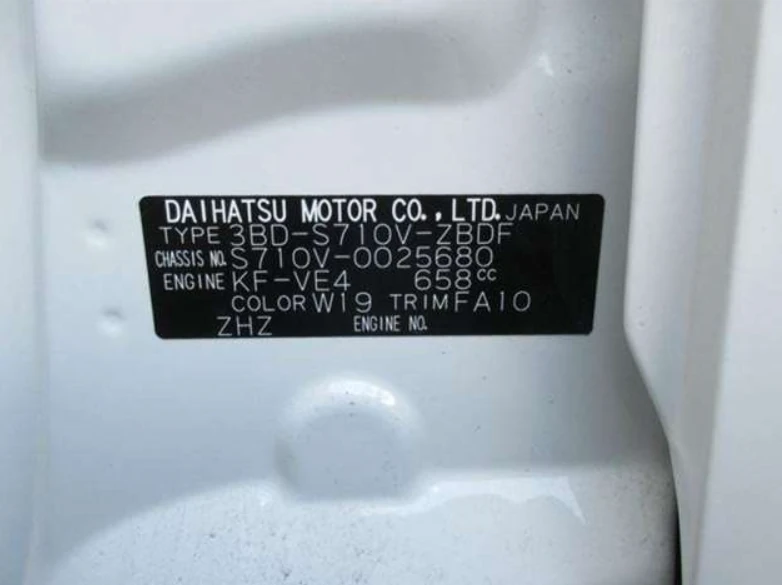 DAIHATSU MOTOR CO.,LTD. JAPAN
TYPE 3BD-S710V-ZBDF
CHASSIS NO. S710V-0025680
ENGINE KF-VE4 658cc
COLOR W19 TRIM FA10
ZHZ ENGINE NO.